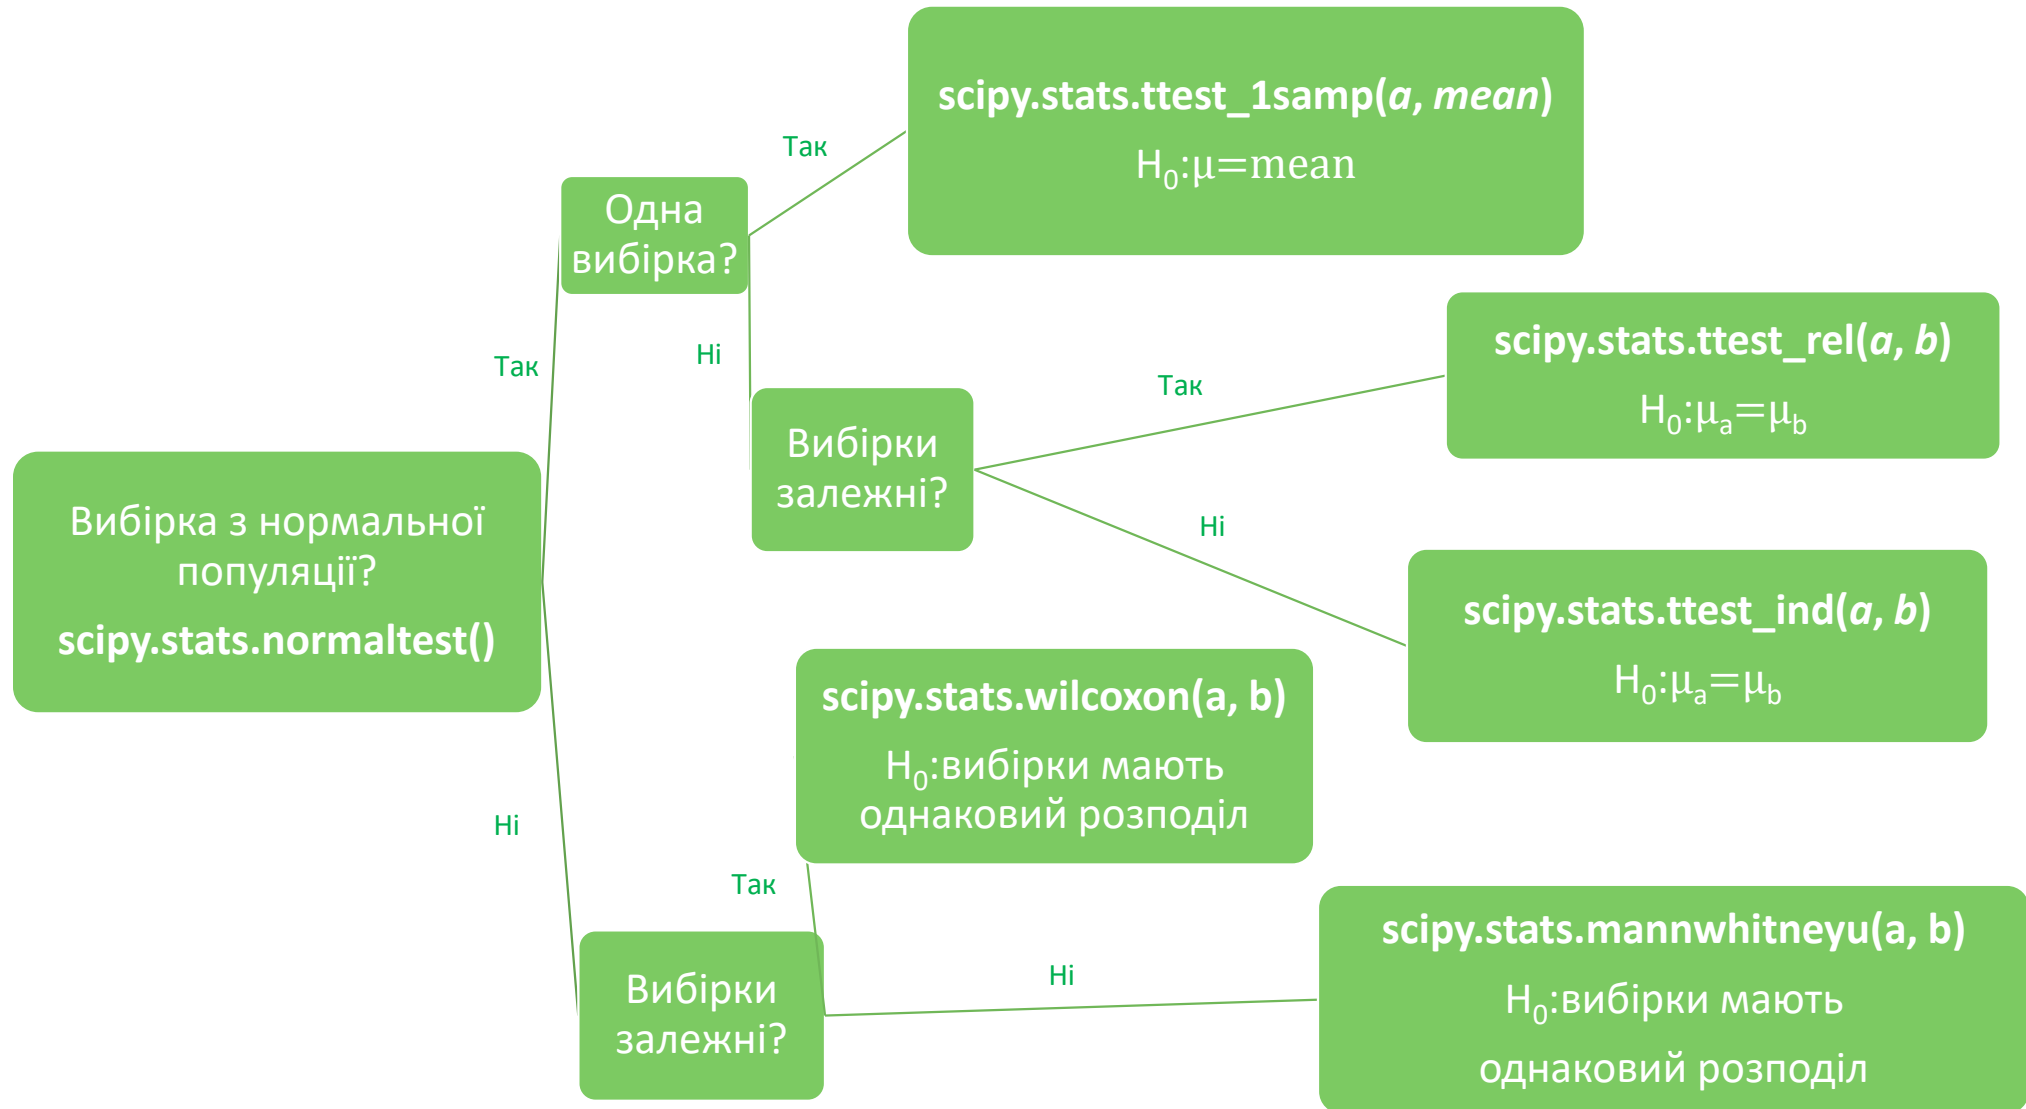 Вибірка з нормальної
популяції?
scipy.stats.normaltest()
Так
Ні
Одна
вибірка?
Так
Ні
scipy.stats.ttest_1samp(a, mean)
H₀:μ=mean
Вибірки
залежні?
Так
Ні
scipy.stats.ttest_rel(a, b)
H₀:μₐ=μb
scipy.stats.ttest_ind(a, b)
H₀:μₐ=μb
Вибірки
залежні?
Так
Ні
scipy.stats.wilcoxon(a, b)
H₀:вибірки мають
однаковий розподіл
scipy.stats.mannwhitneyu(a, b)
H₀:вибірки мають
однаковий розподіл